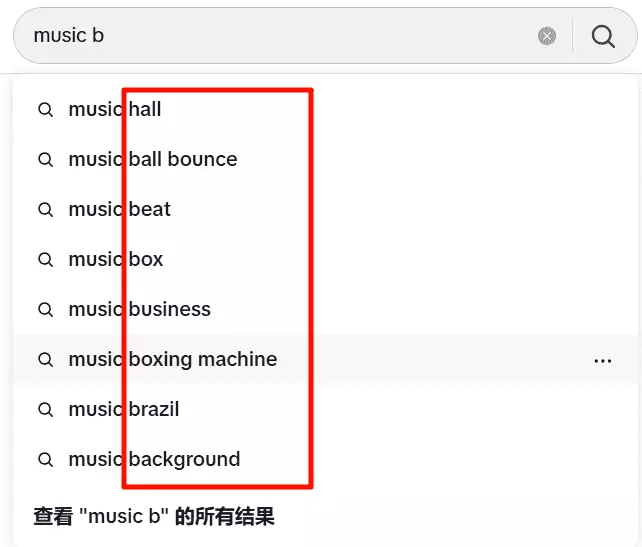 music b
music hall
music ball bounce
music beat
music box
music business
music boxing machine
music brazil
music background
查看 "music b" 的所有结果